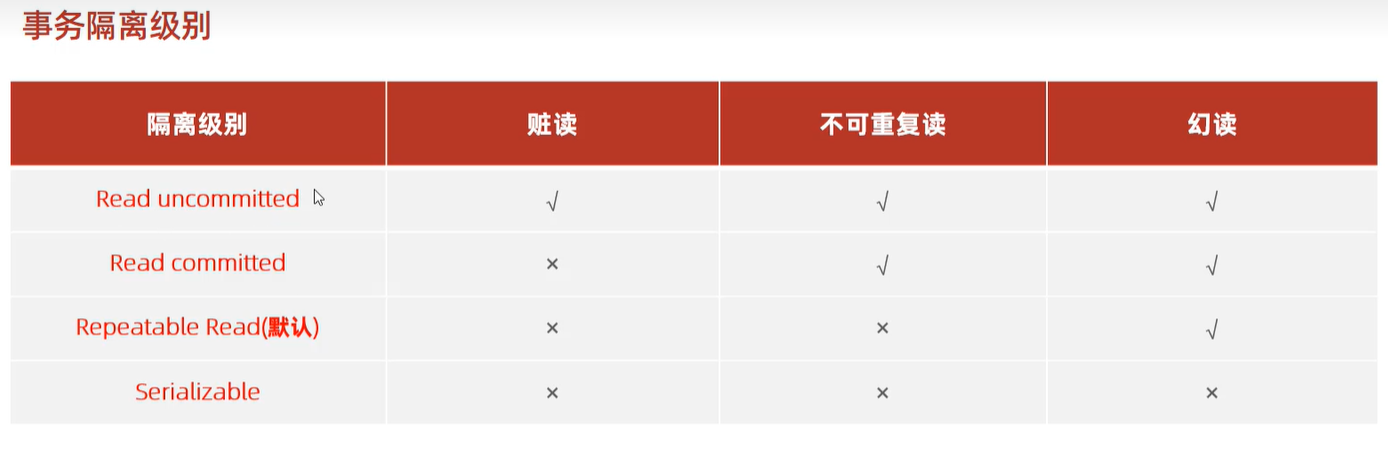 事务隔离级别
隔离级别 脏读 不可重复读 幻读
Read uncommitted √ √ √
Read committed × √ √
Repeatable Read(默认) × × √
Serializable × × ×